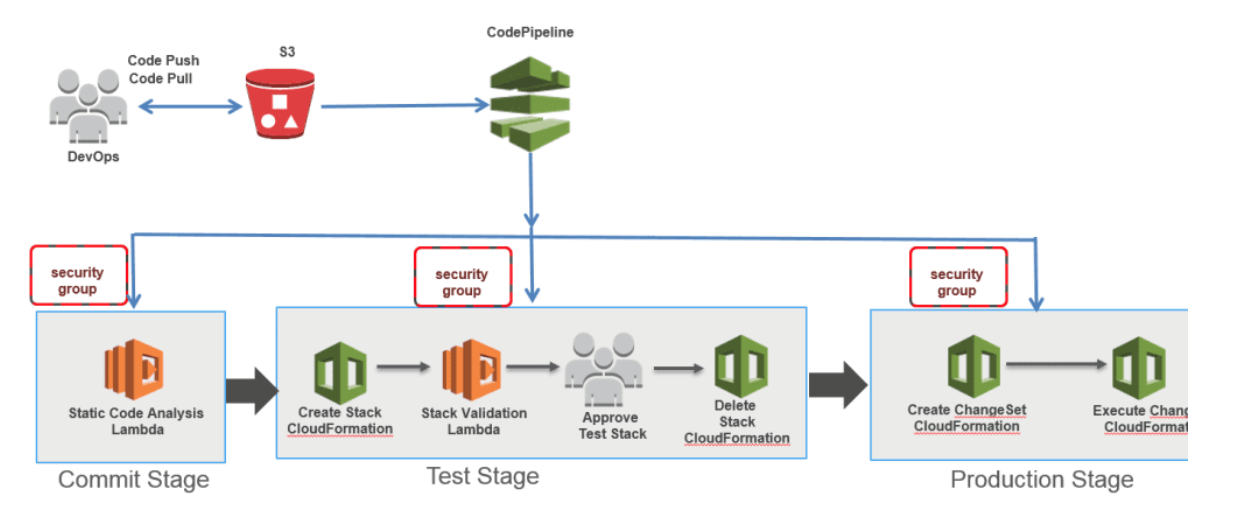 CodePipeline
S3
Code Push
Code Pull
DevOps
security
group
security
group
security
group
Static Code Analysis
Lambda
Create Stack
CloudFormation
Stack Validation
Lambda
Approve
Test Stack
Delete
Stack
CloudFormation
Create ChangeSet
CloudFormation
Execute Chang
CloudFormat
Commit Stage
Test Stage
Production Stage